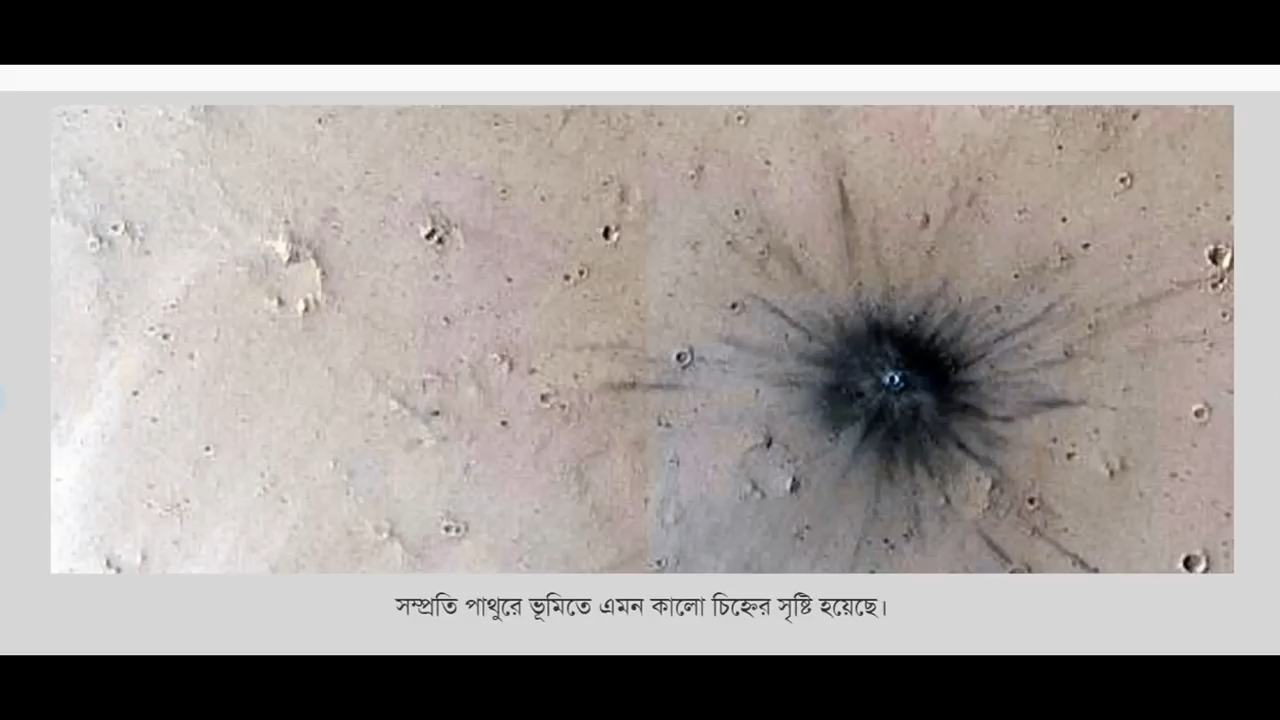 সম্প্রতি পাথুরে ভূমিতে এমন কালো চিহ্নের সৃষ্টি হয়েছে।